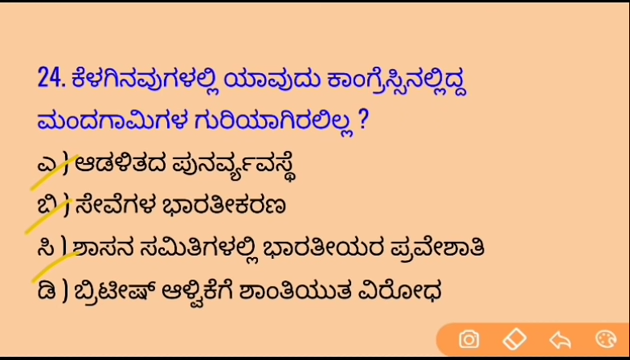 24. ಕೆಳಗಿನವುಗಳಲ್ಲಿ ಯಾವುದು ಕಾಂಗ್ರೆಸ್ಸಿನಲ್ಲಿದ್ದ
ಮಂದಗಾಮಿಗಳ ಗುರಿಯಾಗಿರಲಿಲ್ಲ ?
ಎ ) ಆಡಳಿತದ ಪುನರ್ವ್ಯವಸ್ಥೆ
ಬಿ ) ಸೇವೆಗಳ ಭಾರತೀಕರಣ
ಸಿ ) ಶಾಸನ ಸಮಿತಿಗಳಲ್ಲಿ ಭಾರತೀಯರ ಪ್ರವೇಶಾತಿ
ಡಿ ) ಬ್ರಿಟೀಷ್ ಆಳ್ವಿಕೆಗೆ ಶಾಂತಿಯುತ ವಿರೋಧ